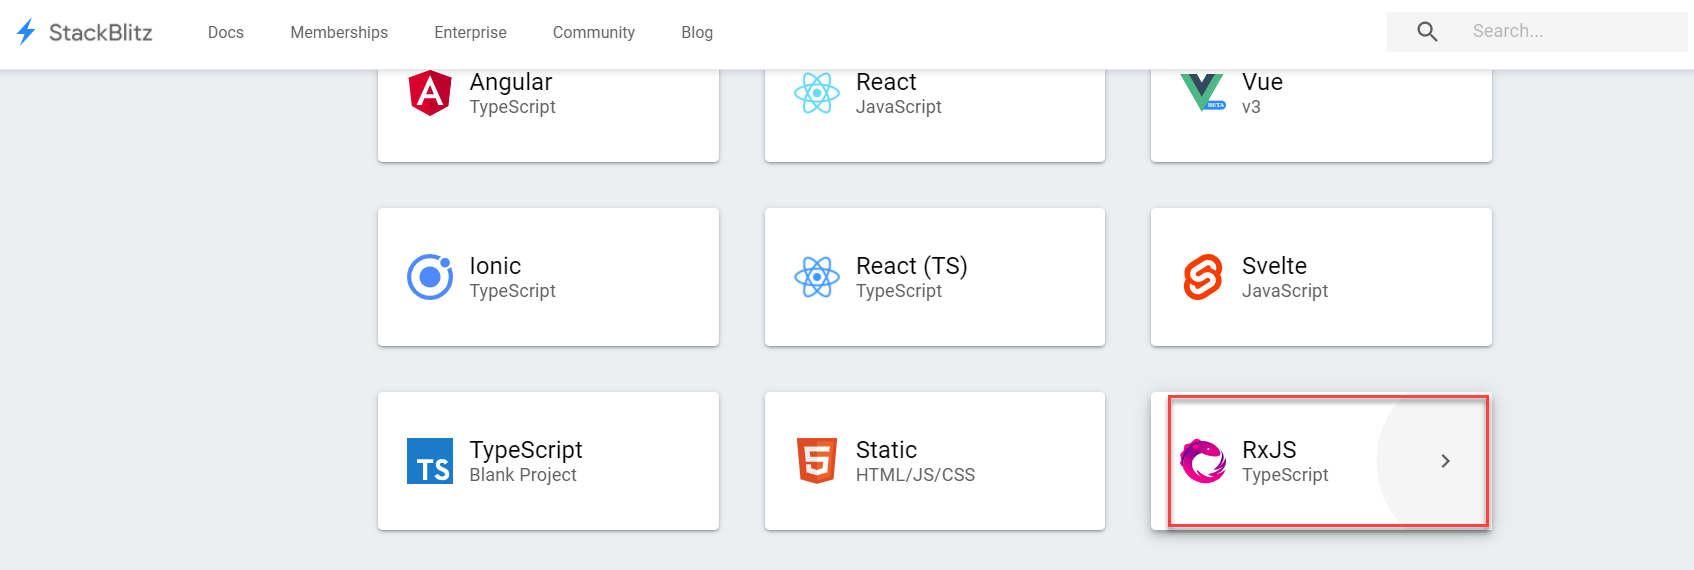 StackBlitz Docs Memberships Enterprise Community Blog Search...
Angular React Vue
TypeScript JavaScript v3
BETA
Ionic React (TS) Svelte
TypeScript TypeScript JavaScript
TypeScript Static RxJS
TS Blank Project HTML/JS/CSS TypeScript